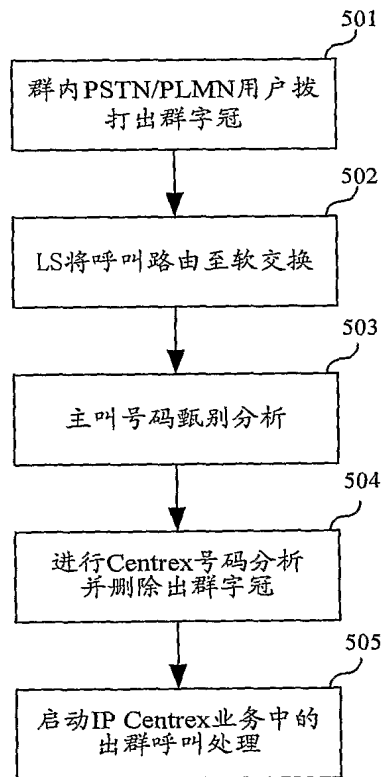 501
群内PSTN/PLMN用户拨
打出群字冠
502
LS将呼叫路由至软交换
503
主叫号码甄别分析
504
进行Centrex号码分析
并删除出群字冠
505
启动IP Centrex业务中的
出群呼叫处理